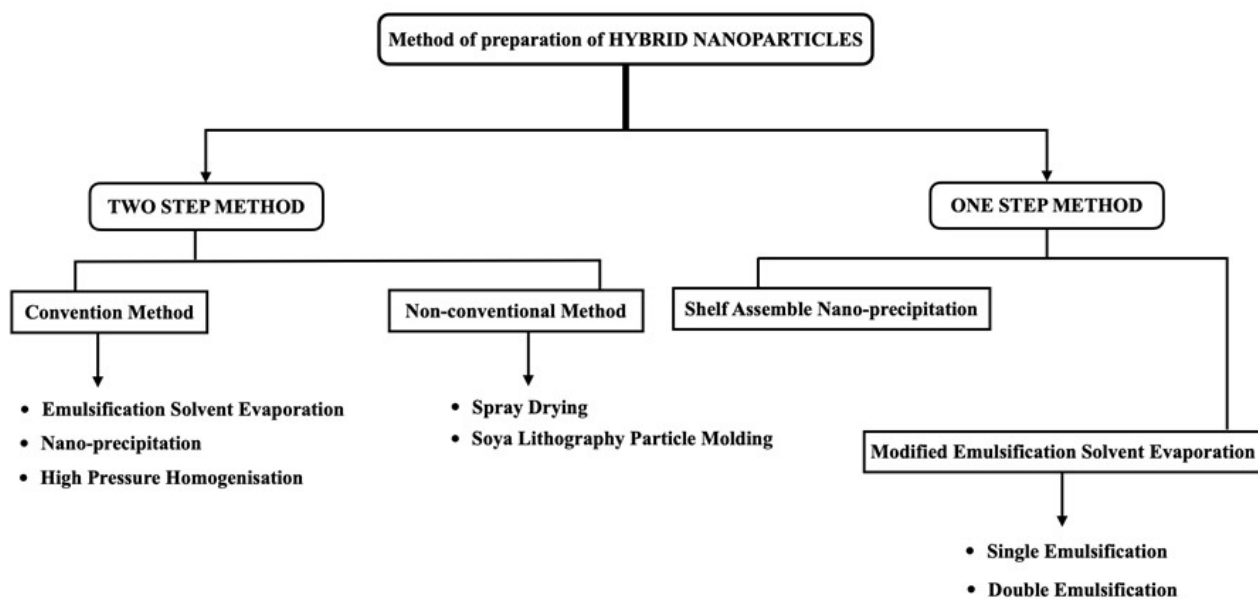 Method of preparation of HYBRID NANOPARTICLES
TWO STEP METHOD
ONE STEP METHOD
Convention Method
Non-conventional Method
Shelf Assemble Nano-precipitation
• Emulsification Solvent Evaporation
• Nano-precipitation
• High Pressure Homogenisation
• Spray Drying
• Soya Lithography Particle Molding
Modified Emulsification Solvent Evaporation
• Single Emulsification
• Double Emulsification